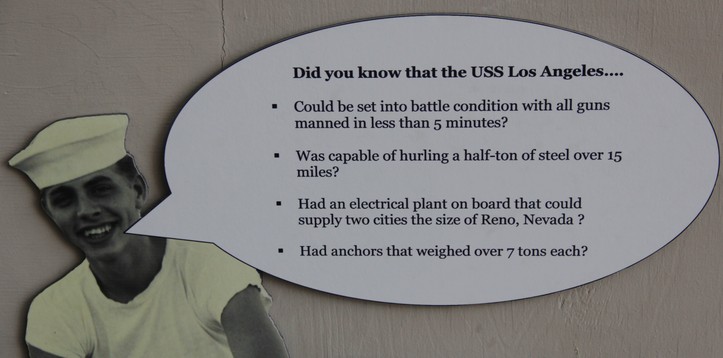 Did you know that the USS Los Angeles....
▪ Could be set into battle condition with all guns
manned in less than 5 minutes?
▪ Was capable of hurling a half-ton of steel over 15
miles?
▪ Had an electrical plant on board that could
supply two cities the size of Reno, Nevada ?
▪ Had anchors that weighed over 7 tons each?